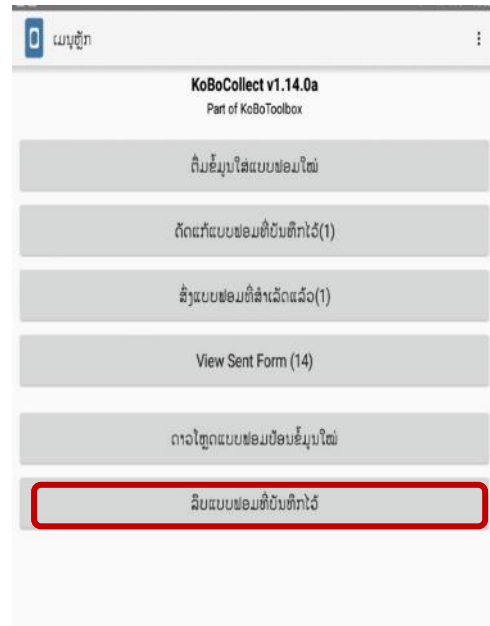 ເມນູຫຼັກ
KoBoCollect v1.14.0a
Part of KoBoToolbox
ຕື່ມຂໍ້ມູນໃສ່ແບບຟອມໃໝ່
ດັດແກ້ແບບຟອມທີ່ບັນທຶກໄວ້(1)
ສົ່ງແບບຟອມທີ່ສຳເລັດແລ້ວ(1)
View Sent Form (14)
ດາວໂຫຼດແບບຟອມປ້ອນຂໍ້ມູນໃໝ່
ລຶບແບບຟອມທີ່ບັນທຶກໄວ້